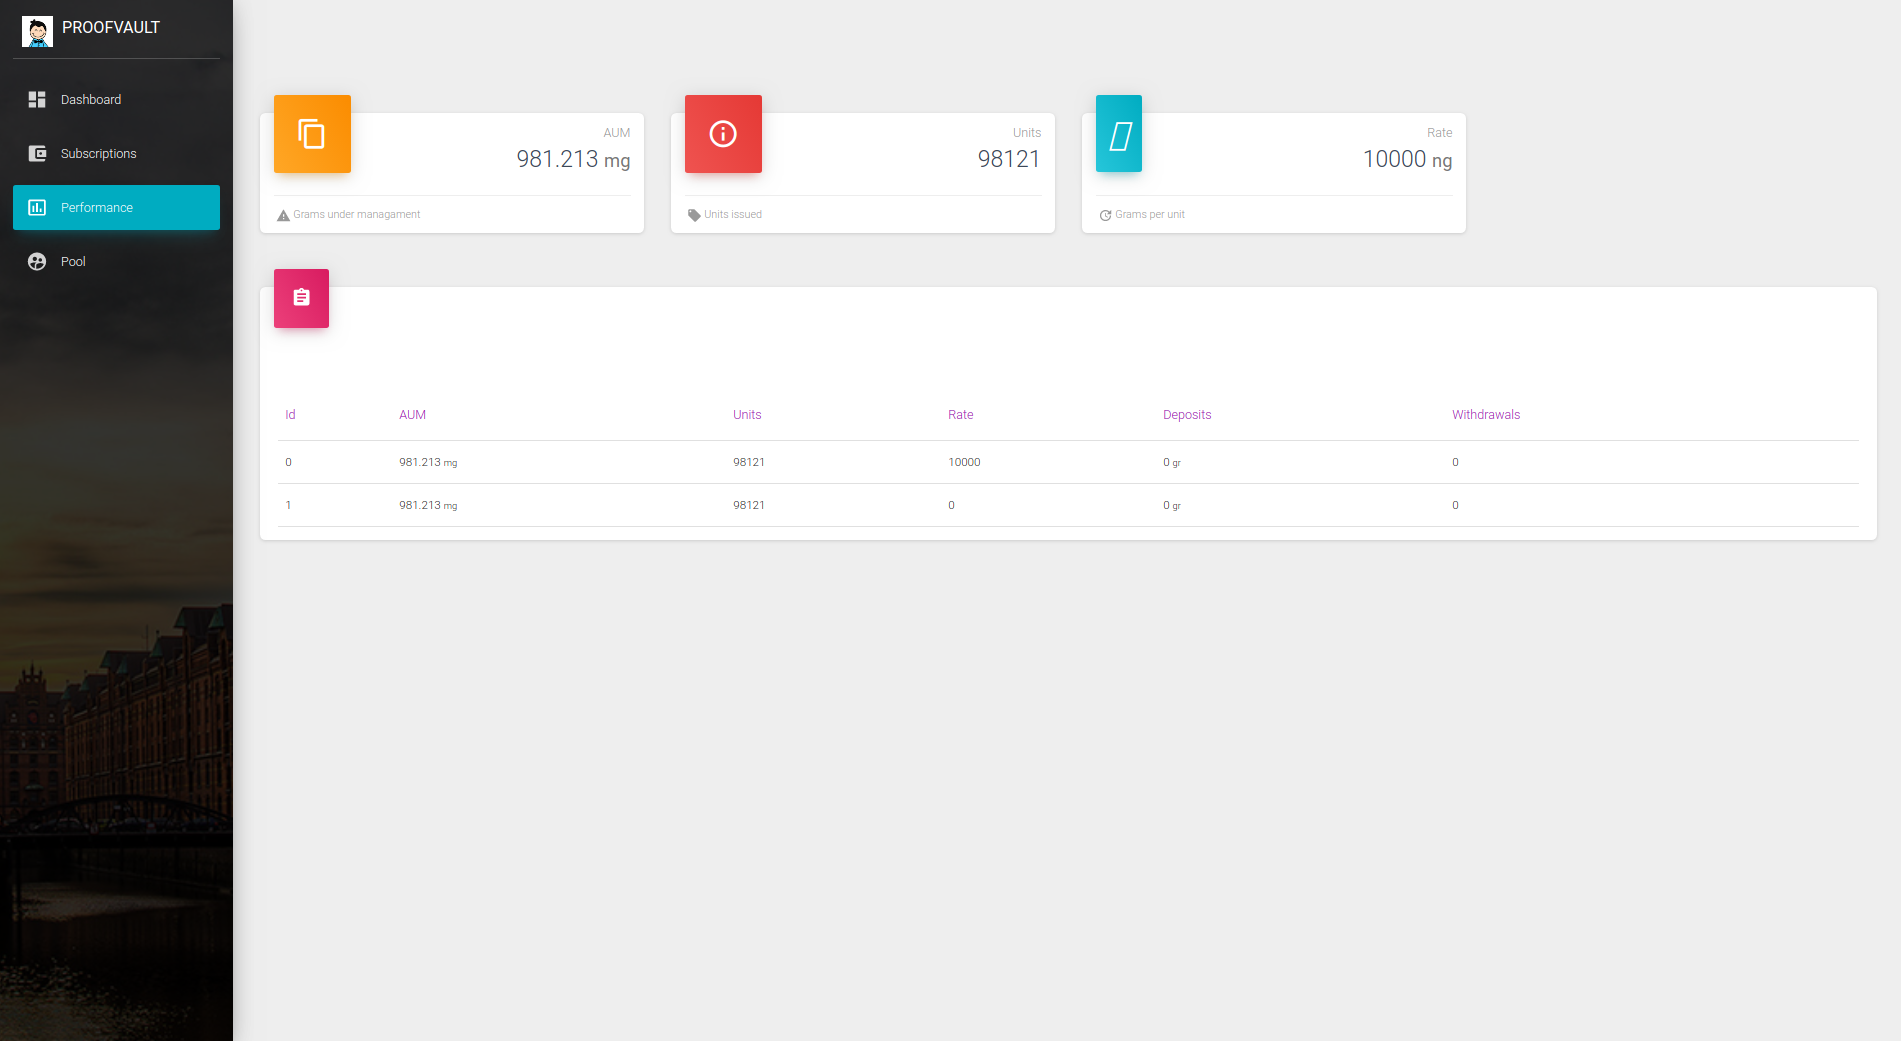 PROOFVAULT
Dashboard
Subscriptions
Performance
Pool
AUM
981.213 mg
Grams under managament
Units
98121
Units issued
Rate
10000 ng
Grams per unit
Id AUM Units Rate Deposits Withdrawals
0 981.213 mg 98121 10000 0 gr 0
1 981.213 mg 98121 0 0 gr 0